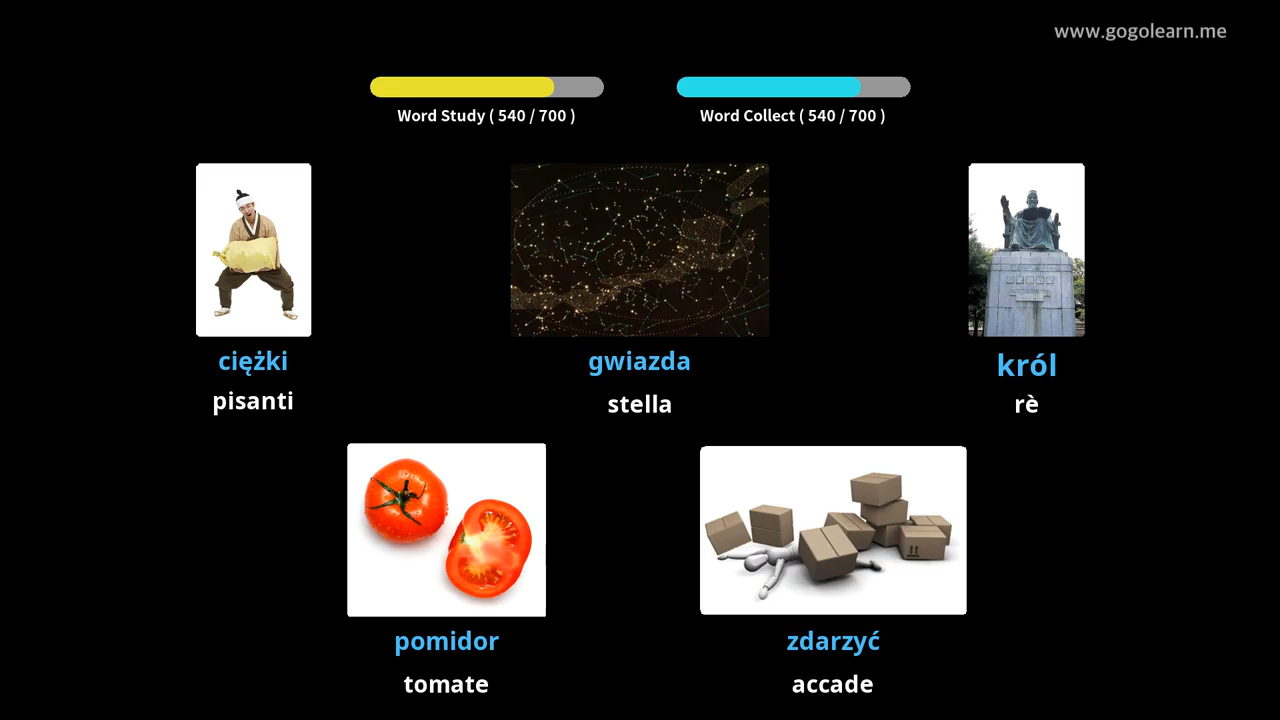 www.gogolearn.me
Word Study ( 540 / 700 )
Word Collect ( 540 / 700 )
ciężki
gwiazda
król
pisanti
stella
rè
pomidor
zdarzyć
tomate
accade